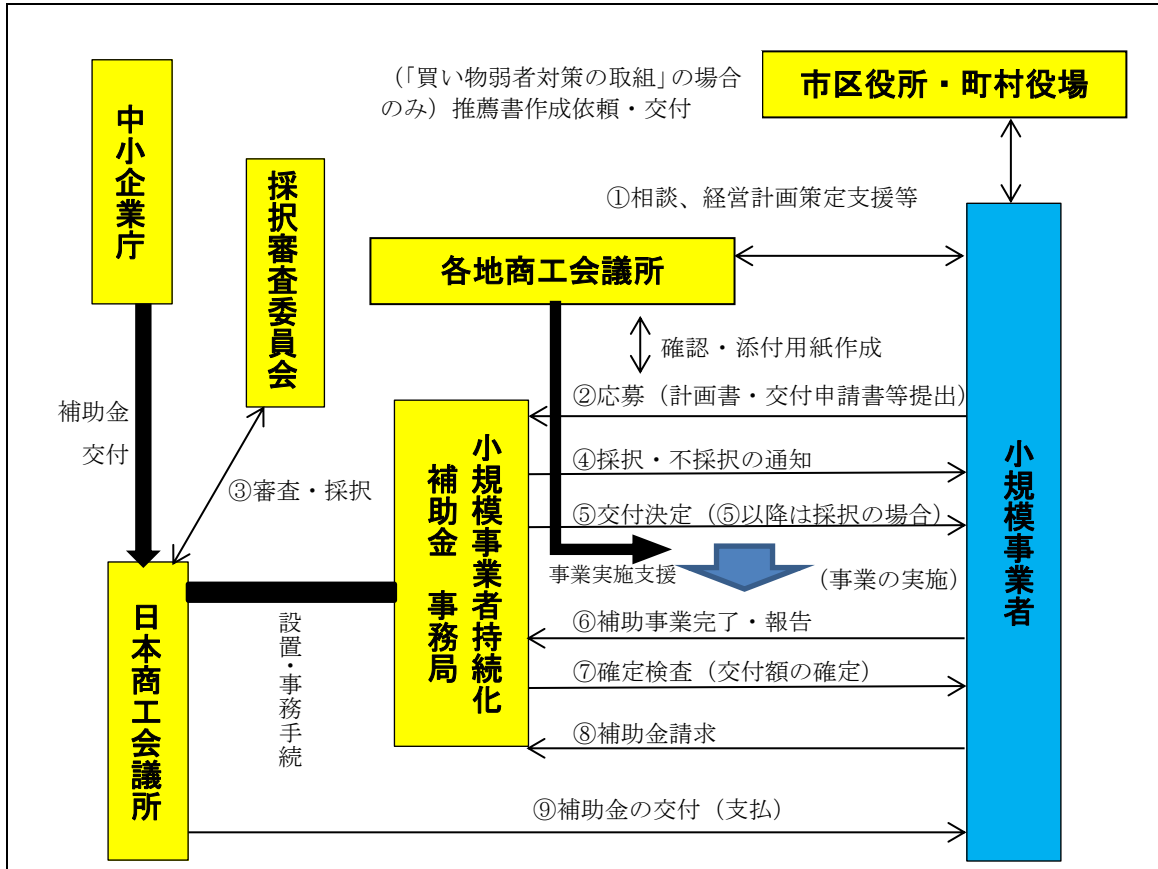 （「買い物弱者対策の取組」の場合
のみ）推薦書作成依頼・交付
市区役所・町村役場
中小企業庁
採択審査委員会
①相談、経営計画策定支援等
各地商工会議所
確認・添付用紙作成
補助金
交付
③審査・採択
②応募（計画書・交付申請書等提出）
④採択・不採択の通知
⑤交付決定（⑤以降は採択の場合）
事業実施支援
（事業の実施）
小規模事業者持続化
補助金　事務局
小規模事業者
日本商工会議所
設置・事務手続
⑥補助事業完了・報告
⑦確定検査（交付額の確定）
⑧補助金請求
⑨補助金の交付（支払）